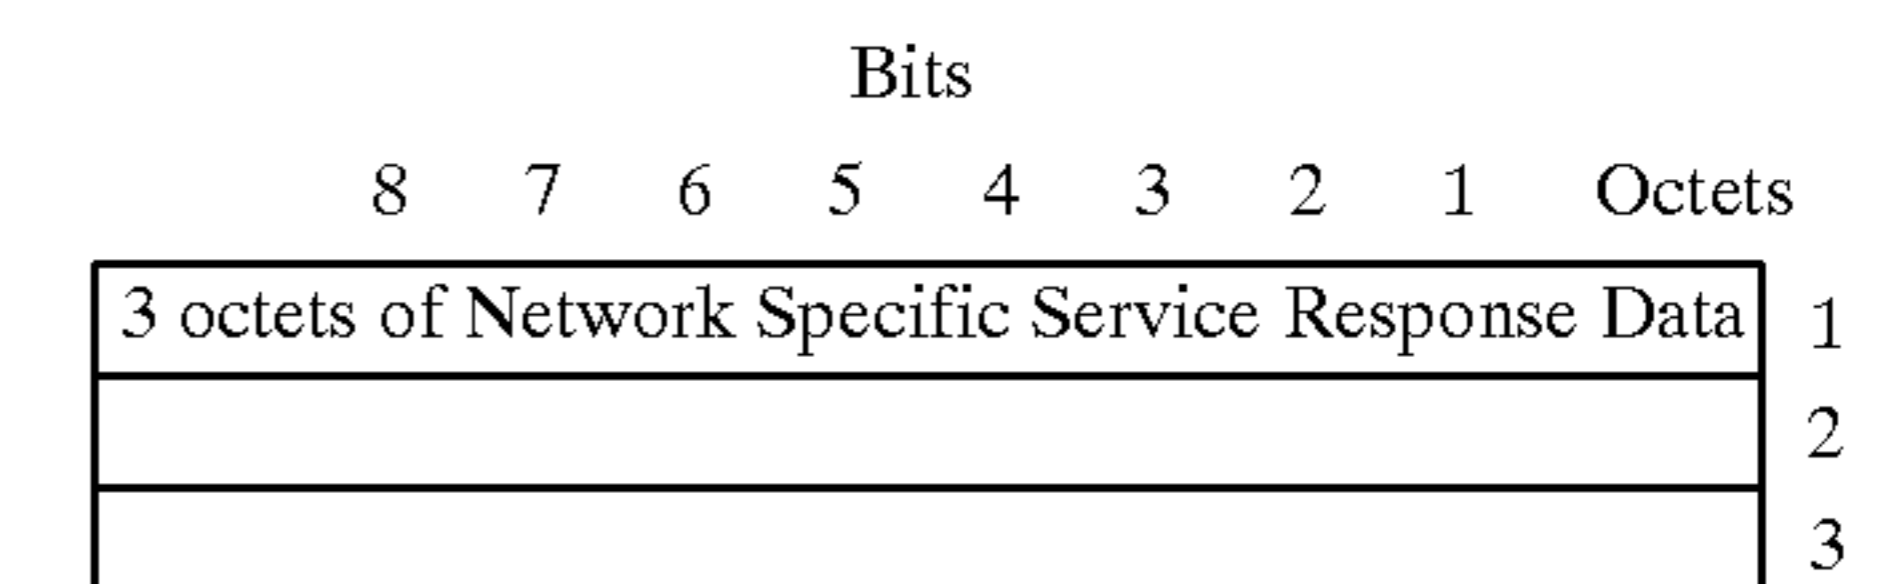 Bits
8 7 6 5 4 3 2 1 Octets
3 octets of Network Specific Service Response Data 1
2
3